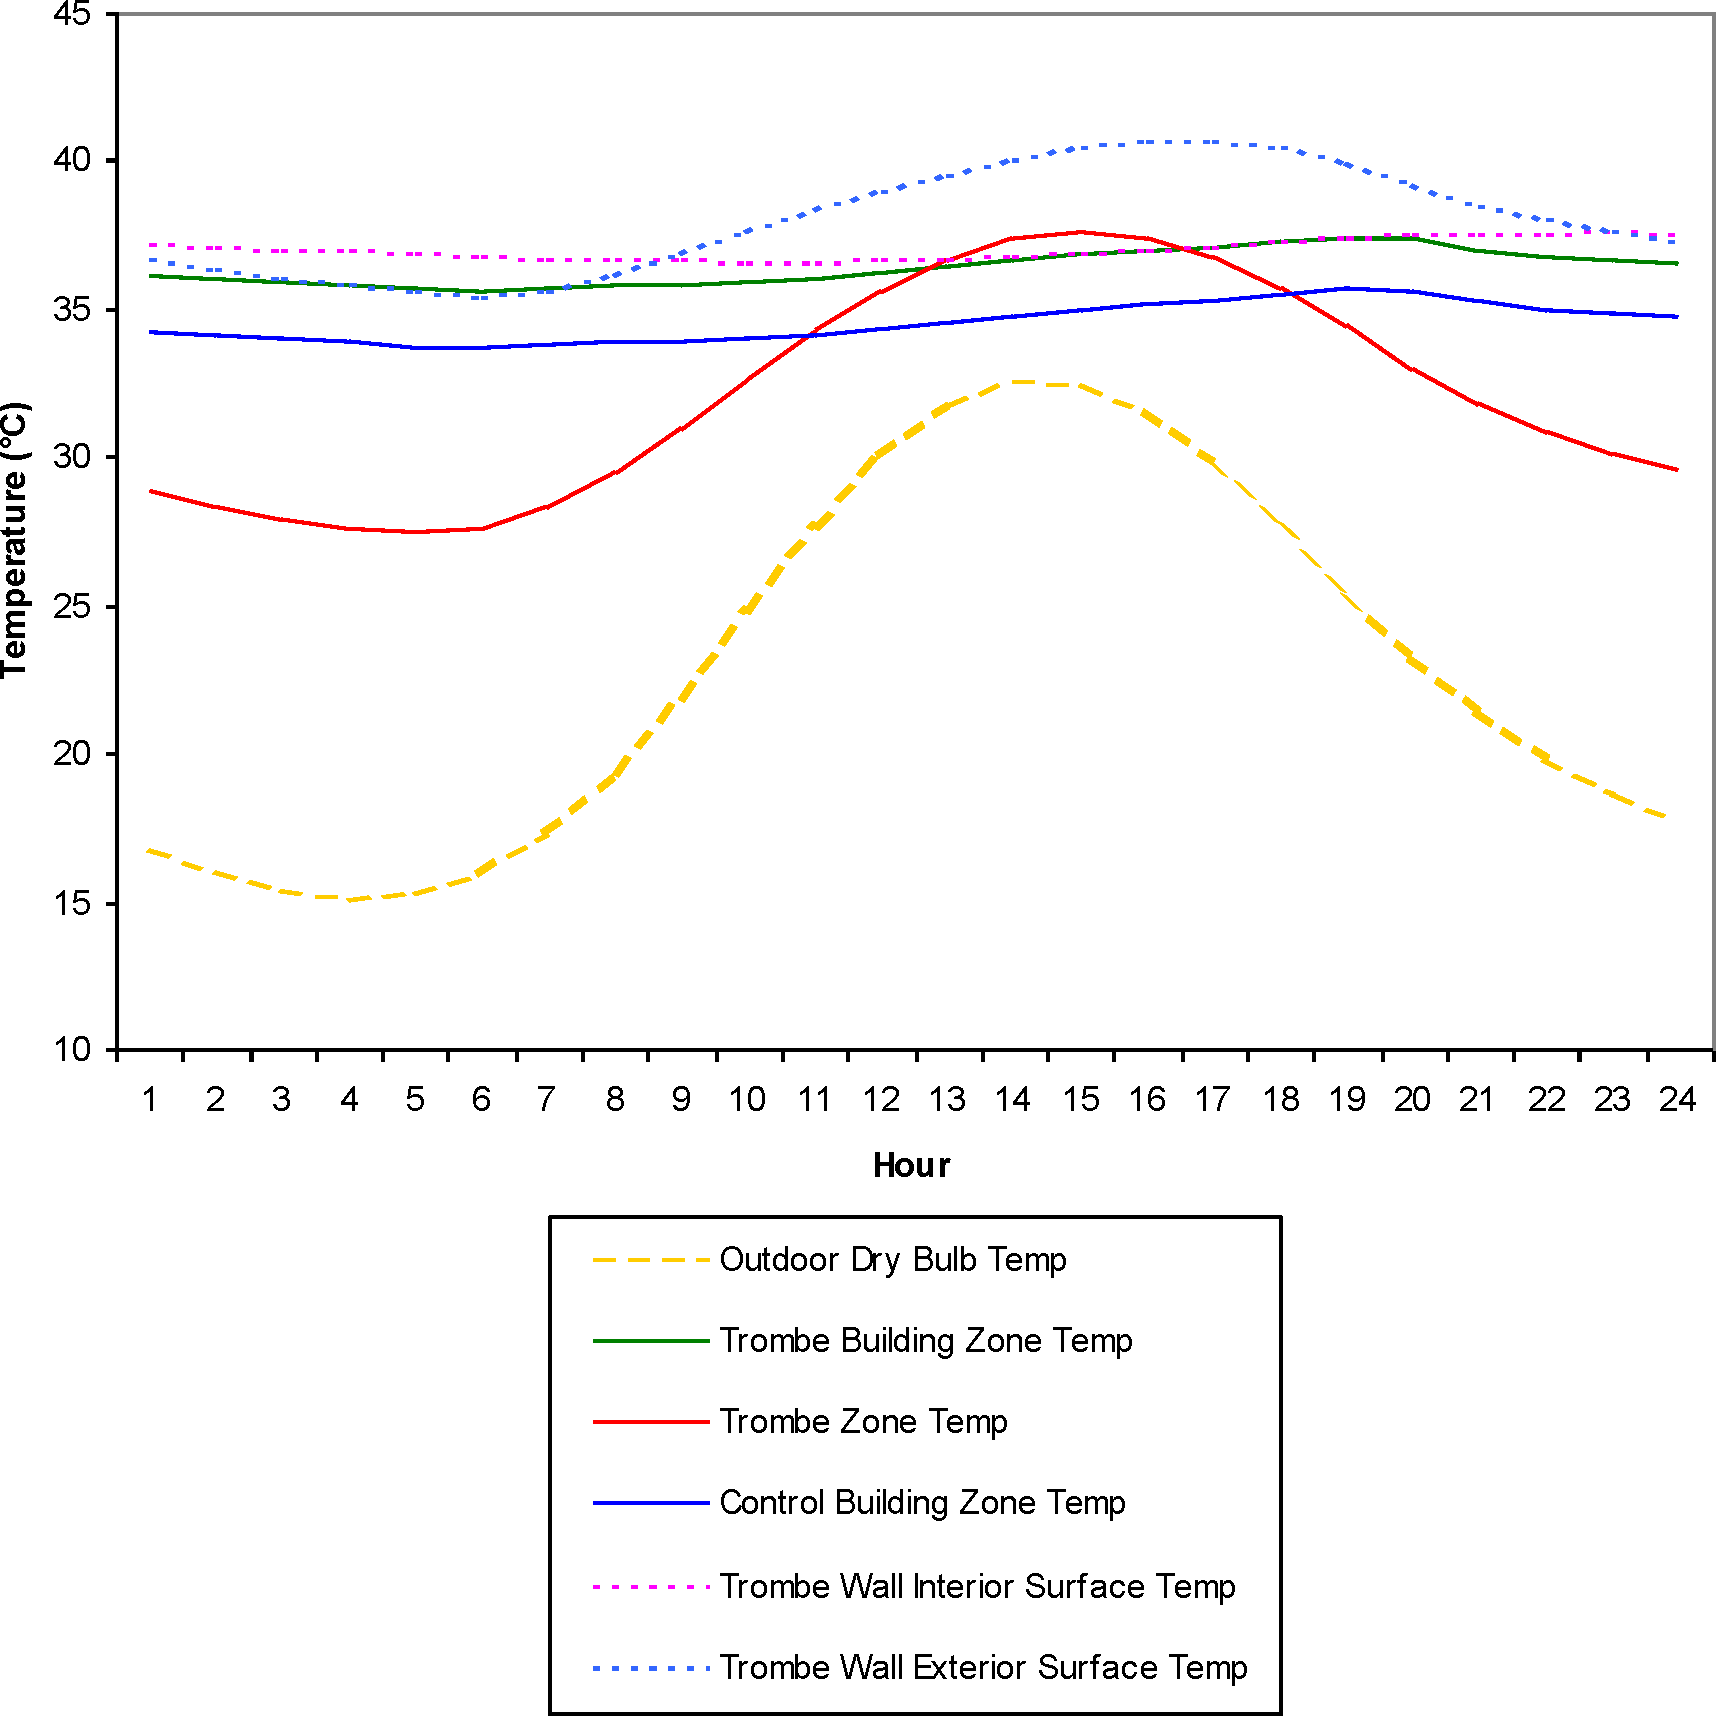 45
40
35
30
25
20
15
10
Temperature (°C)
1 2 3 4 5 6 7 8 9 10 11 12 13 14 15 16 17 18 19 20 21 22 23 24
Hour
Outdoor Dry Bulb Temp
Trombe Building Zone Temp
Trombe Zone Temp
Control Building Zone Temp
Trombe Wall Interior Surface Temp
Trombe Wall Exterior Surface Temp